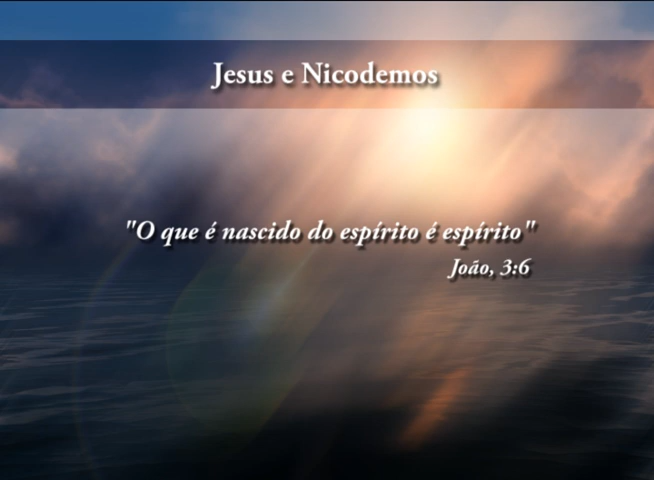 Jesus e Nicodemos
"O que é nascido do espírito é espírito"
João, 3:6